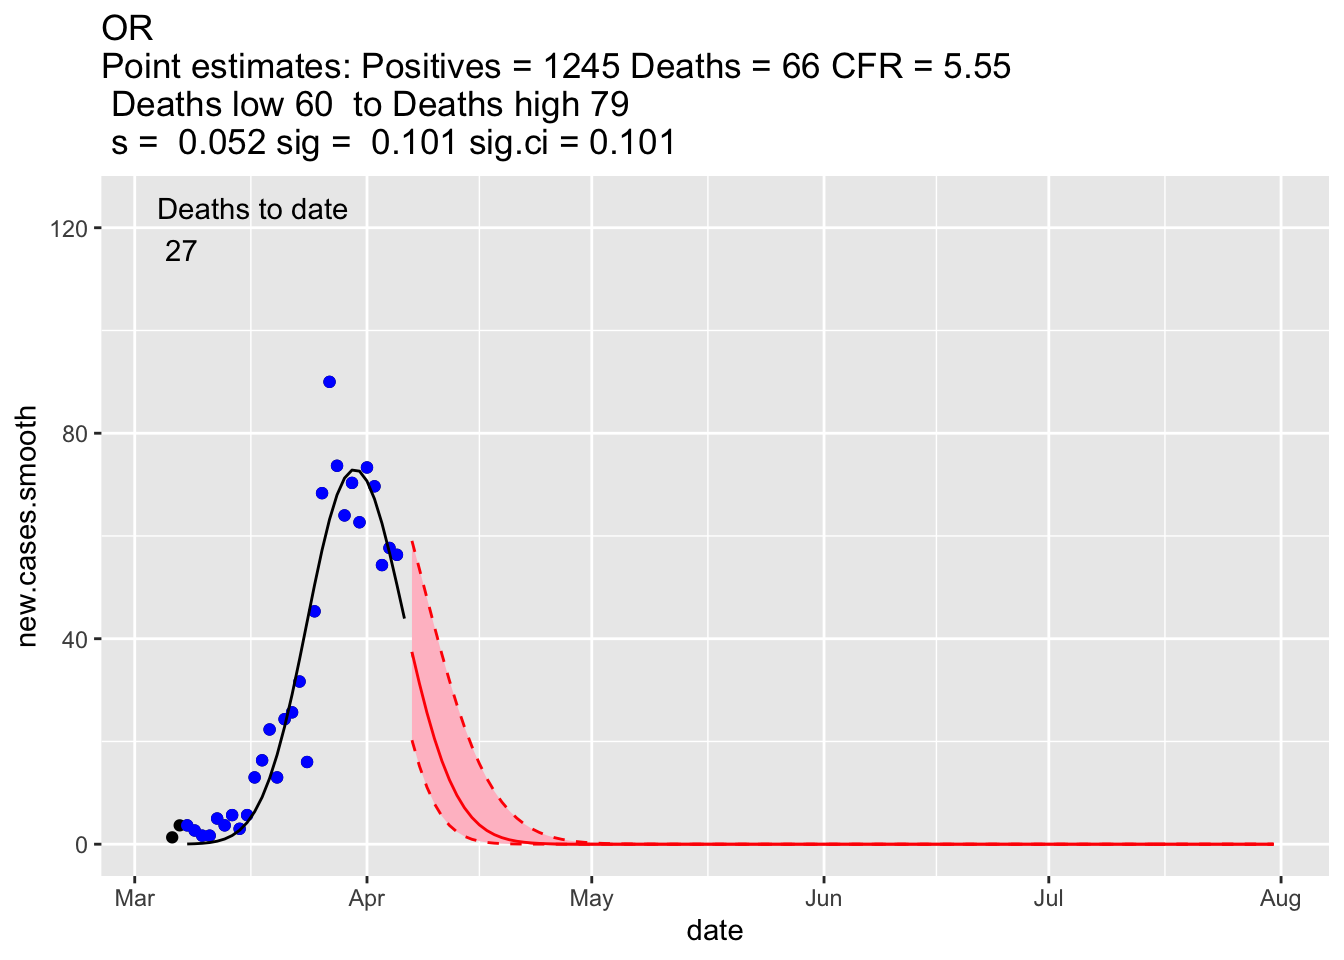 OR
Point estimates: Positives = 1245 Deaths = 66 CFR = 5.55
Deaths low 60  to Deaths high 79
s =  0.052 sig =  0.101 sig.ci = 0.101
Deaths to date
27
120
80
40
0
new.cases.smooth
Mar Apr May Jun Jul Aug
date